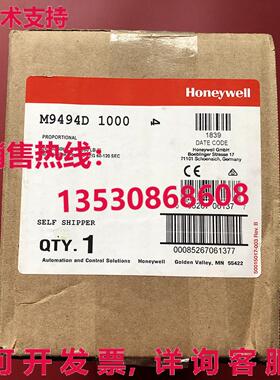 术支持
Honeywell
M9494D 1000
4
PROPORTIONAL
1839
DATE CODE
Honeywell GmbH
Boeblinger Strasse 17
71101 Schoenaich, Germany
销售热线:
13530868608
SELF SHIPPER
QTY. 1
00085267061377
Automation and Control Solutions Honeywell Golden Valley, MN 55422
可开发票, 详询客服